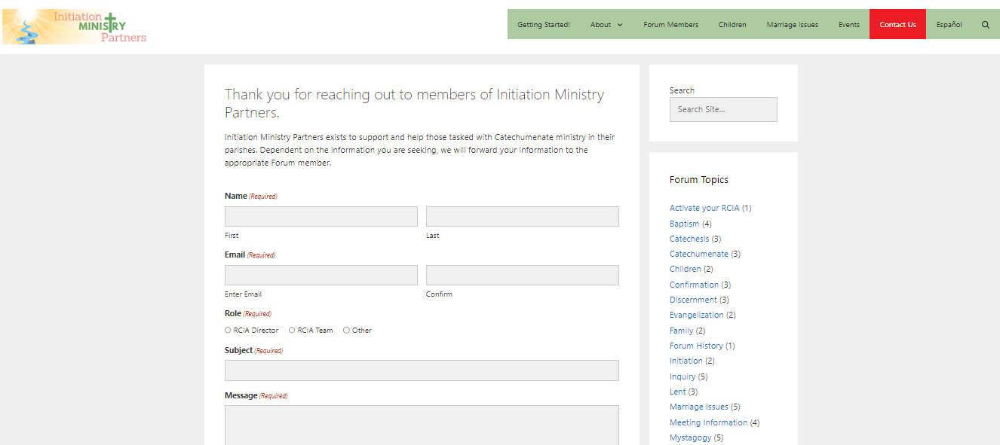 Initiation
MINISTRY
Partners
Getting Started! About Forum Members Children Marriage Issues Events Contact Us Español
Thank you for reaching out to members of Initiation Ministry
Partners.
Initiation Ministry Partners exists to support and help those tasked with Catechumenate ministry in their
parishes. Dependent on the information you are seeking, we will forward your information to the
appropriate Forum member.
Name (Required)
First Last
Email (Required)
Enter Email Confirm
Role (Required)
RCIA Director RCIA Team Other
Subject (Required)
Message (Required)
Search
Search Site...
Forum Topics
Activate your RCIA (1)
Baptism (4)
Catechesis (3)
Catechumenate (3)
Children (2)
Confirmation (3)
Discernment (3)
Evangelization (2)
Family (2)
Forum History (1)
Initiation (2)
Inquiry (5)
Lent (3)
Marriage Issues (5)
Meeting Information (4)
Mystagogy (5)